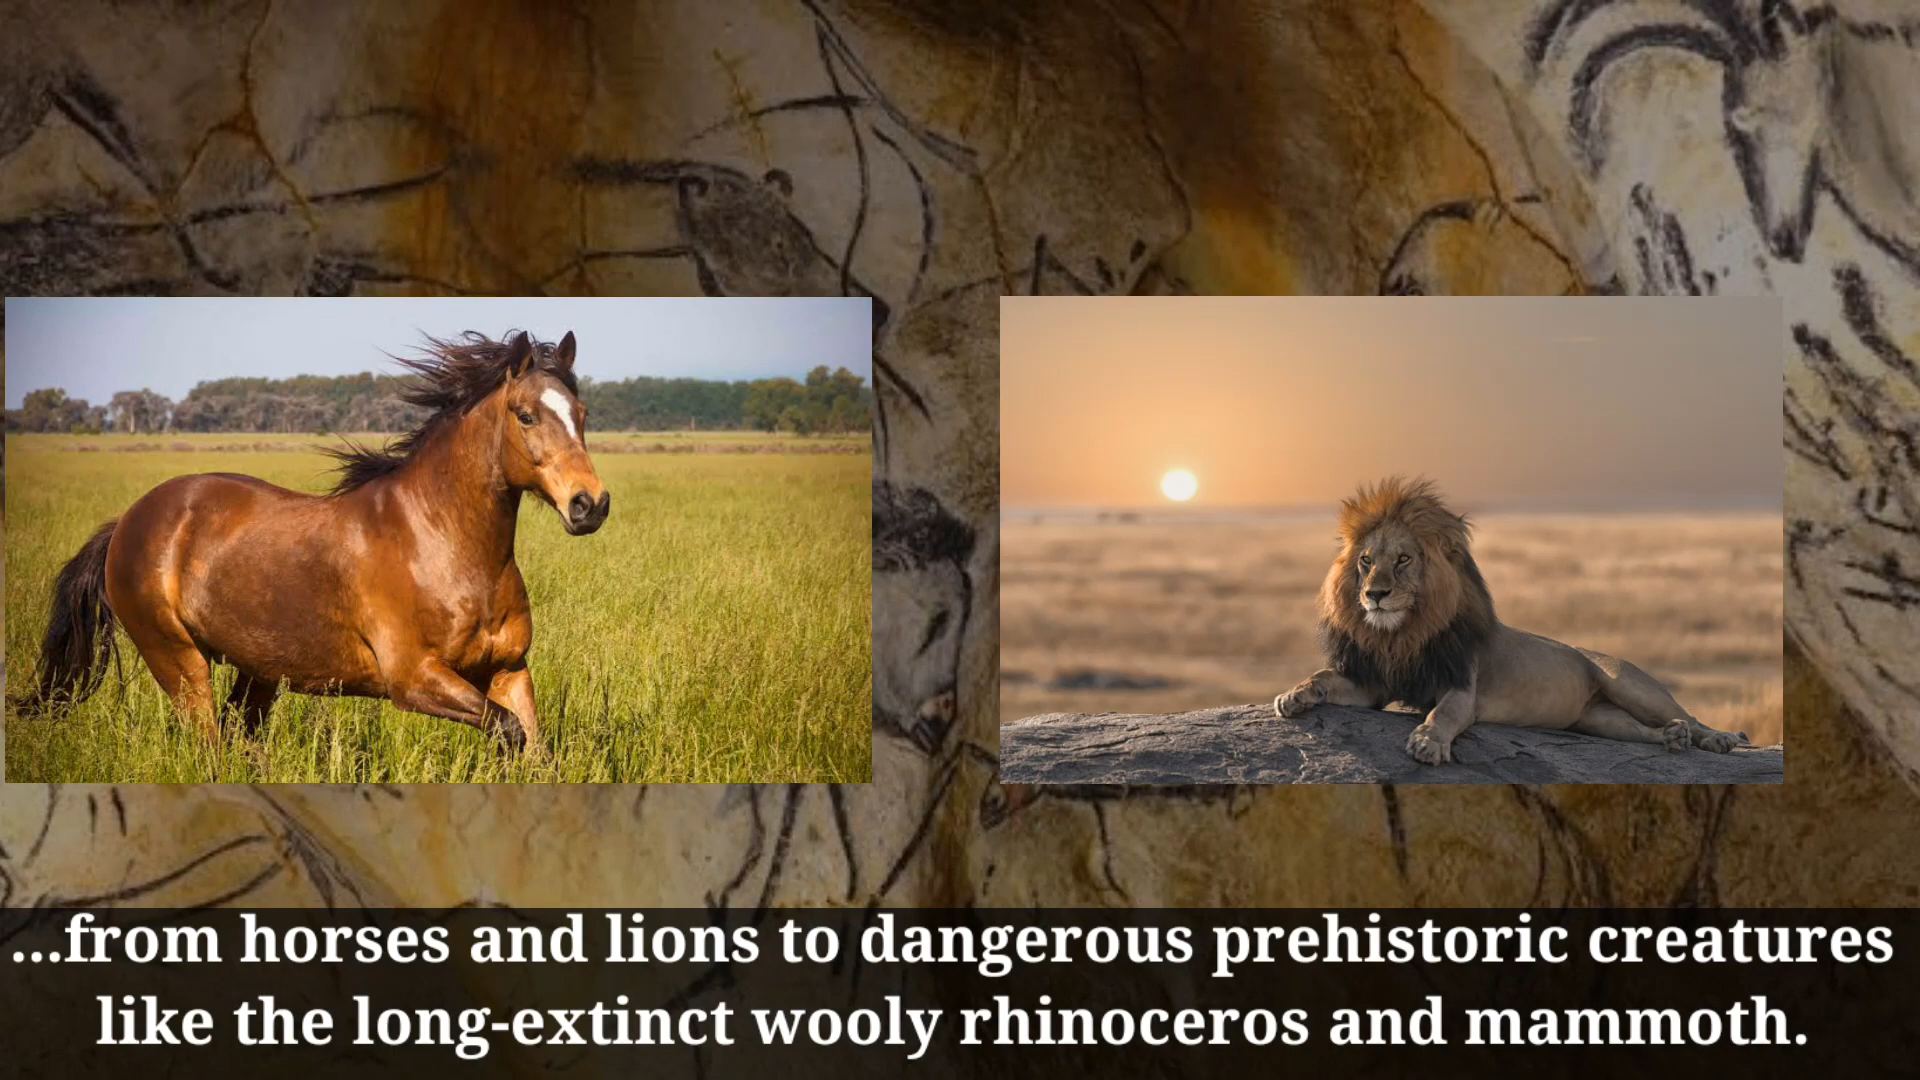 ...from horses and lions to dangerous prehistoric creatures
like the long-extinct wooly rhinoceros and mammoth.